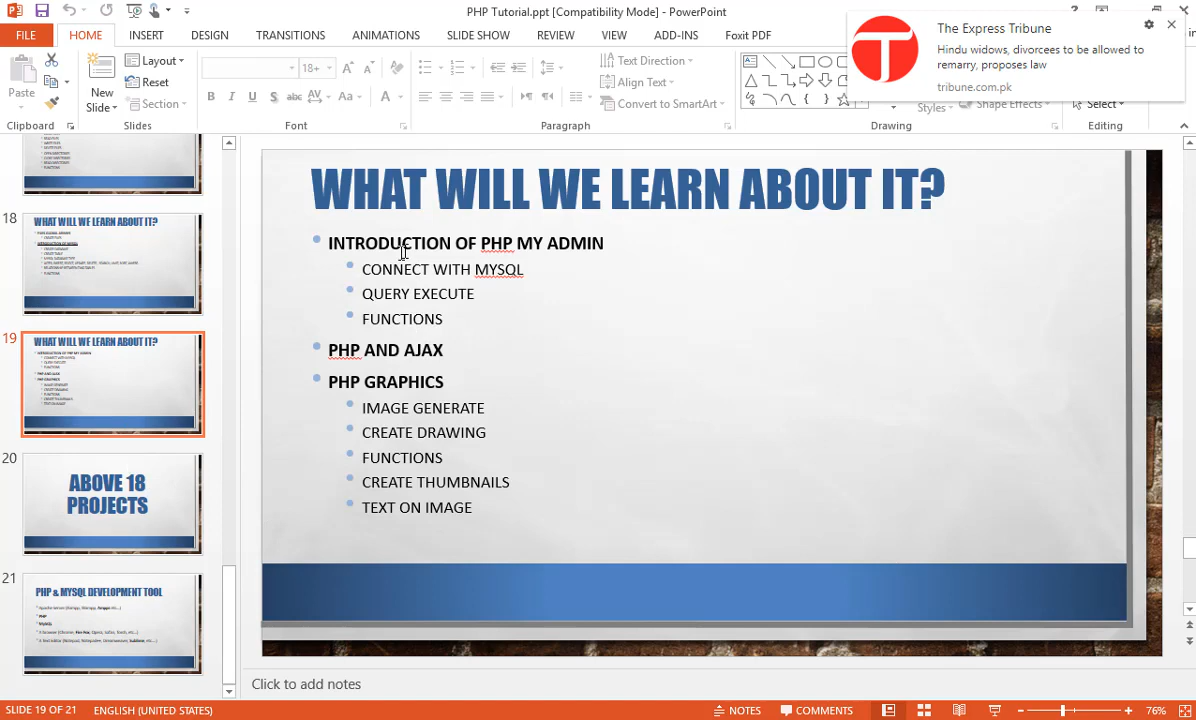 PHP Tutorial.ppt [Compatibility Mode] - PowerPoint
FILE HOME INSERT DESIGN TRANSITIONS ANIMATIONS SLIDE SHOW REVIEW VIEW ADD-INS Foxit PDF
The Express Tribune
Hindu widows, divorcees to be allowed to
remarry, proposes law
tribune.com.pk
Paste
New
Slide
Layout
Reset
Section
18+
Text Direction
Align Text
Convert to SmartArt
Styles
Shape Effects
Select
Clipboard Slides Font Paragraph Drawing Editing
18
WHAT WILL WE LEARN ABOUT IT?
19
WHAT WILL WE LEARN ABOUT IT?
20
ABOVE 18
PROJECTS
21
PHP & MYSQL DEVELOPMENT TOOL
WHAT WILL WE LEARN ABOUT IT?
INTRODUCTION OF PHP MY ADMIN
CONNECT WITH MYSQL
QUERY EXECUTE
FUNCTIONS
PHP AND AJAX
PHP GRAPHICS
IMAGE GENERATE
CREATE DRAWING
FUNCTIONS
CREATE THUMBNAILS
TEXT ON IMAGE
Click to add notes
SLIDE 19 OF 21 ENGLISH (UNITED STATES) NOTES COMMENTS 76%